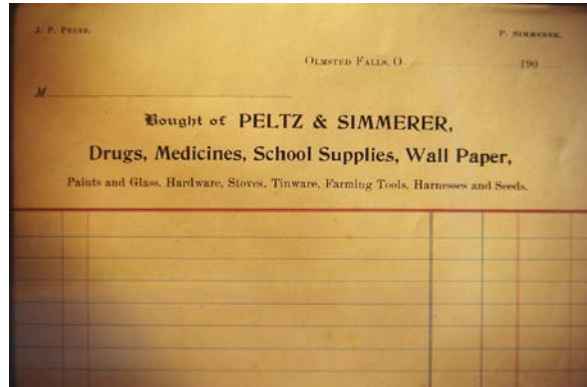 J. P. PELTZ. P. SIMMERER.
OLMSTED FALLS, O. 190
M
Bought of PELTZ & SIMMERER,
Drugs, Medicines, School Supplies, Wall Paper,
Paints and Glass, Hardware, Stoves, Tinware, Farming Tools, Harnesses and Seeds.